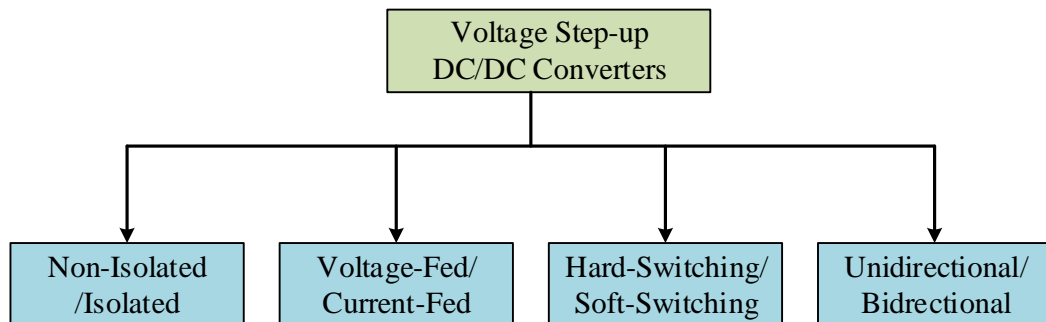 Voltage Step-up
DC/DC Converters
Non-Isolated
/Isolated
Voltage-Fed/
Current-Fed
Hard-Switching/
Soft-Switching
Unidirectional/
Bidrectional